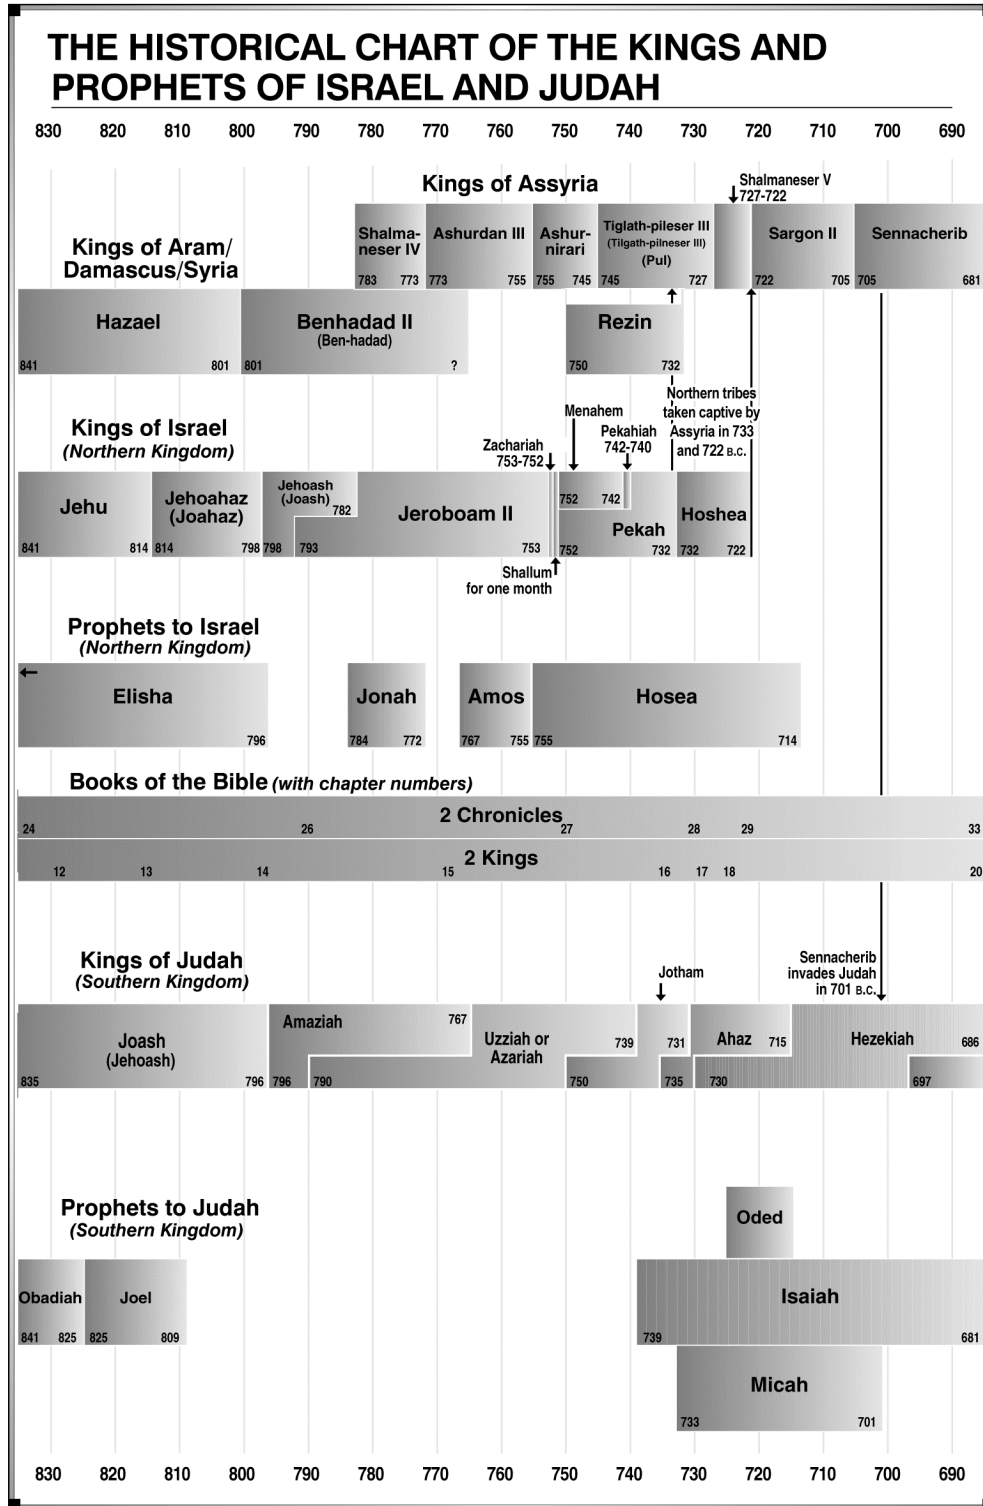 THE HISTORICAL CHART OF THE KINGS AND
PROPHETS OF ISRAEL AND JUDAH
830 820 810 800 790 780 770 760 750 740 730 720 710 700 690
Kings of Assyria
Shalmaneser V
727-722
Shalma-
neser IV
783 773
Ashurdan III
773 755
Ashur-
nirari
755 745
Tiglath-pileser III
(Tilgath-pilneser III)
(Pul)
745 727
Sargon II
722 705
Sennacherib
705 681
Kings of Aram/
Damascus/Syria
Hazael
841 801
Benhadad II
(Ben-hadad)
801 ?
Rezin
750 732
Northern tribes
taken captive by
Assyria in 733
and 722 B.C.
Kings of Israel
(Northern Kingdom)
Zachariah
753-752
Menahem
Pekahiah
742-740
Jehu
841 814
Jehoahaz
(Joahaz)
814 798
Jehoash
(Joash)
782
798
Jeroboam II
793 753
752 742
Pekah
752 732
Hoshea
732 722
Shallum
for one month
Prophets to Israel
(Northern Kingdom)
Elisha
796
Jonah
784 772
Amos
767 755
Hosea
755 714
Books of the Bible (with chapter numbers)
2 Chronicles
24 26 27 28 29 33
2 Kings
12 13 14 15 16 17 18 20
Kings of Judah
(Southern Kingdom)
Jotham
Sennacherib
invades Judah
in 701 B.C.
Joash
(Jehoash)
835 796
Amaziah
767
796
Uzziah or
Azariah
739
790
731
750
735
Ahaz
715
730
Hezekiah
686
697
Prophets to Judah
(Southern Kingdom)
Oded
Obadiah
841 825
Joel
825 809
Isaiah
739 681
Micah
733 701
830 820 810 800 790 780 770 760 750 740 730 720 710 700 690